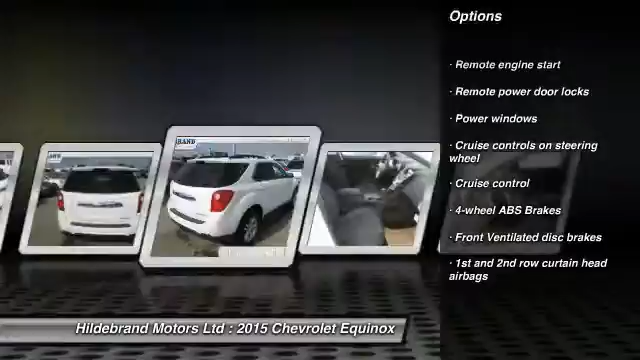 Options
· Remote engine start
· Remote power door locks
· Power windows
· Cruise controls on steering
wheel
· Cruise control
· 4-wheel ABS Brakes
· Front Ventilated disc brakes
· 1st and 2nd row curtain head
airbags
Hildebrand Motors Ltd : 2015 Chevrolet Equinox